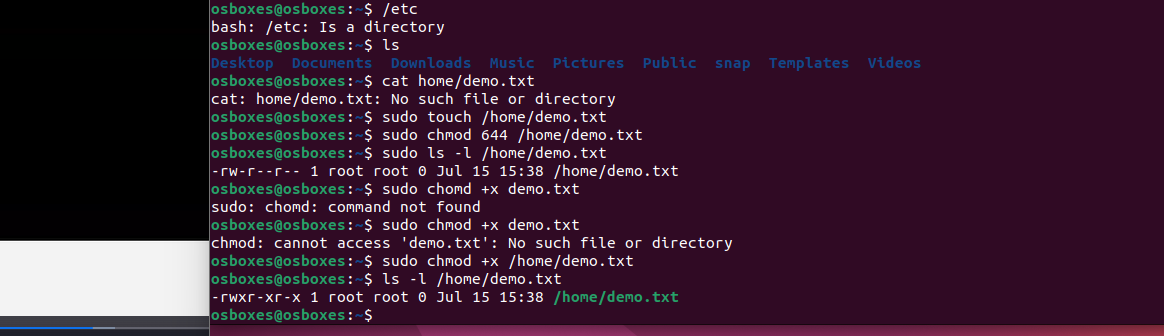 osboxes@osboxes:~$ /etc
bash: /etc: Is a directory
osboxes@osboxes:~$ ls
Desktop  Documents  Downloads  Music  Pictures  Public  snap  Templates  Videos
osboxes@osboxes:~$ cat home/demo.txt
cat: home/demo.txt: No such file or directory
osboxes@osboxes:~$ sudo touch /home/demo.txt
osboxes@osboxes:~$ sudo chmod 644 /home/demo.txt
osboxes@osboxes:~$ sudo ls -l /home/demo.txt
-rw-r--r-- 1 root root 0 Jul 15 15:38 /home/demo.txt
osboxes@osboxes:~$ sudo chomd +x demo.txt
sudo: chomd: command not found
osboxes@osboxes:~$ sudo chmod +x demo.txt
chmod: cannot access 'demo.txt': No such file or directory
osboxes@osboxes:~$ sudo chmod +x /home/demo.txt
osboxes@osboxes:~$ ls -l /home/demo.txt
-rwxr-xr-x 1 root root 0 Jul 15 15:38 /home/demo.txt
osboxes@osboxes:~$